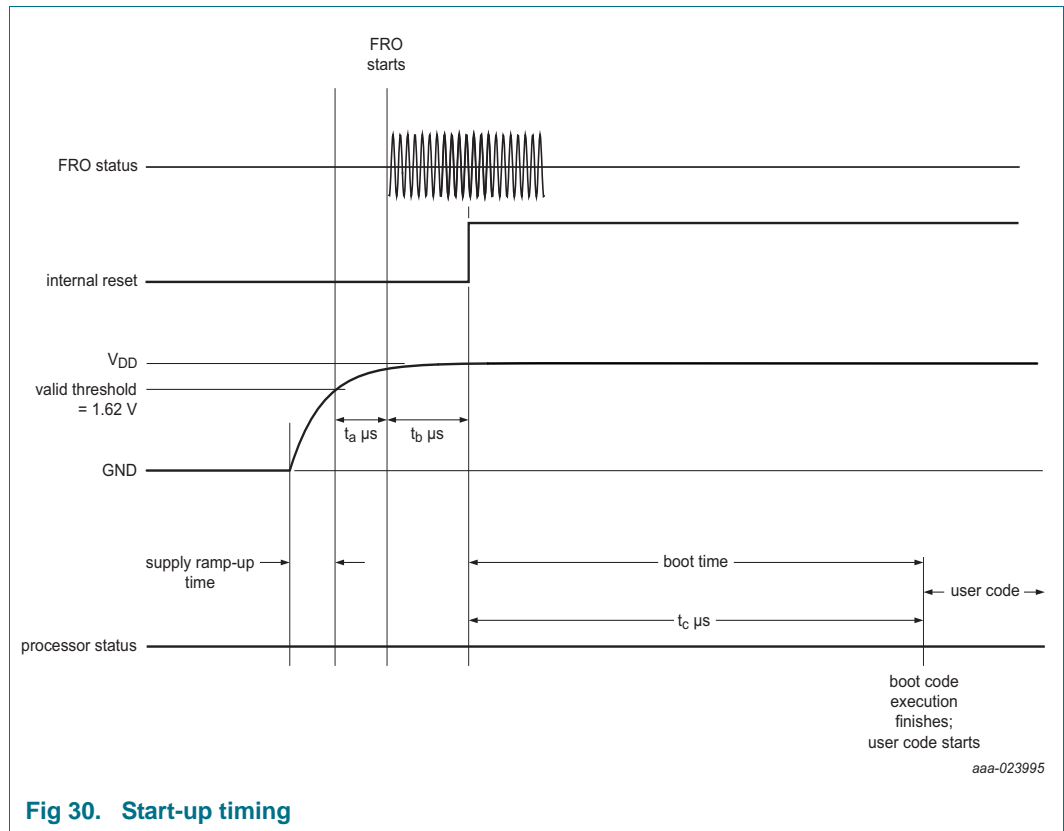 FRO
starts
FRO status
internal reset
VDD
valid threshold
= 1.62 V
ta μs
tb μs
GND
supply ramp-up
time
boot time
user code
tc μs
processor status
boot code
execution
finishes;
user code starts
aaa-023995
Fig 30. Start-up timing